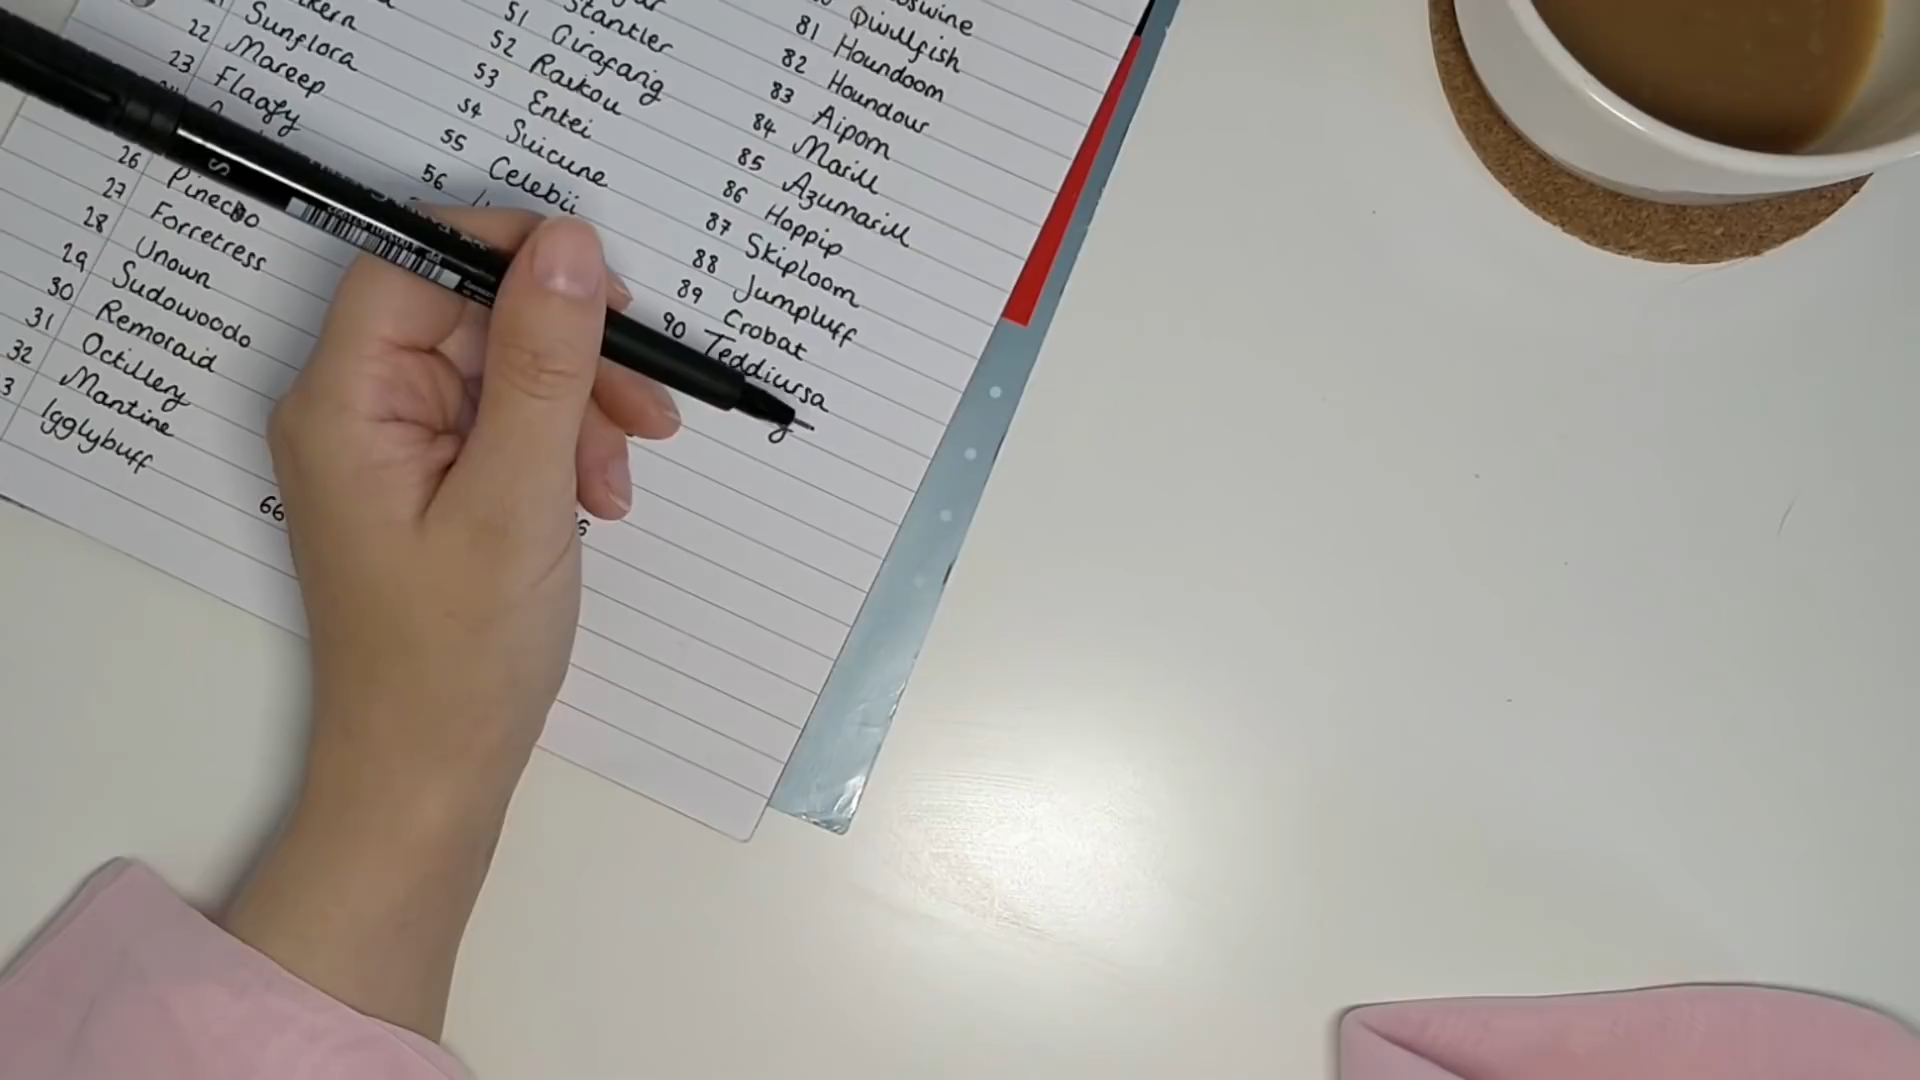 Sunflora
22 Mareep
23 Flaafy
26 Pineco
27 Forretress
28 Unown
29 Sudowoodo
30 Remoraid
31 Octillery
32 Mantine
3 Igglybuff
Stantler
51 Girafarig
52 Raikou
53 Entei
54 Suicune
55 Celebii
56
66
Qwillfish
81 Houndoom
82 Houndour
83 Aipom
84 Marill
85 Azumarill
86 Hoppip
87 Skiploom
88 Jumpluff
89 Crobat
90 Teddiursa